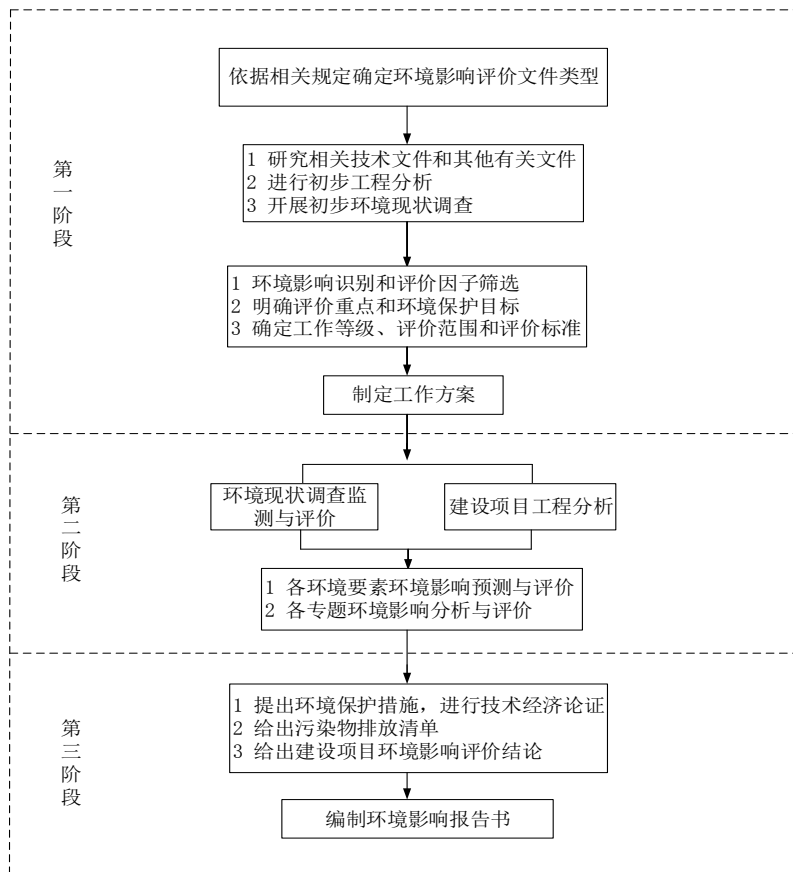 依据相关规定确定环境影响评价文件类型
第一阶段
1 研究相关技术文件和其他有关文件
2 进行初步工程分析
3 开展初步环境现状调查
1 环境影响识别和评价因子筛选
2 明确评价重点和环境保护目标
3 确定工作等级、评价范围和评价标准
制定工作方案
第二阶段
环境现状调查监
测与评价
建设项目工程分析
1 各环境要素环境影响预测与评价
2 各专题环境影响分析与评价
第三阶段
1 提出环境保护措施，进行技术经济论证
2 给出污染物排放清单
3 给出建设项目环境影响评价结论
编制环境影响报告书